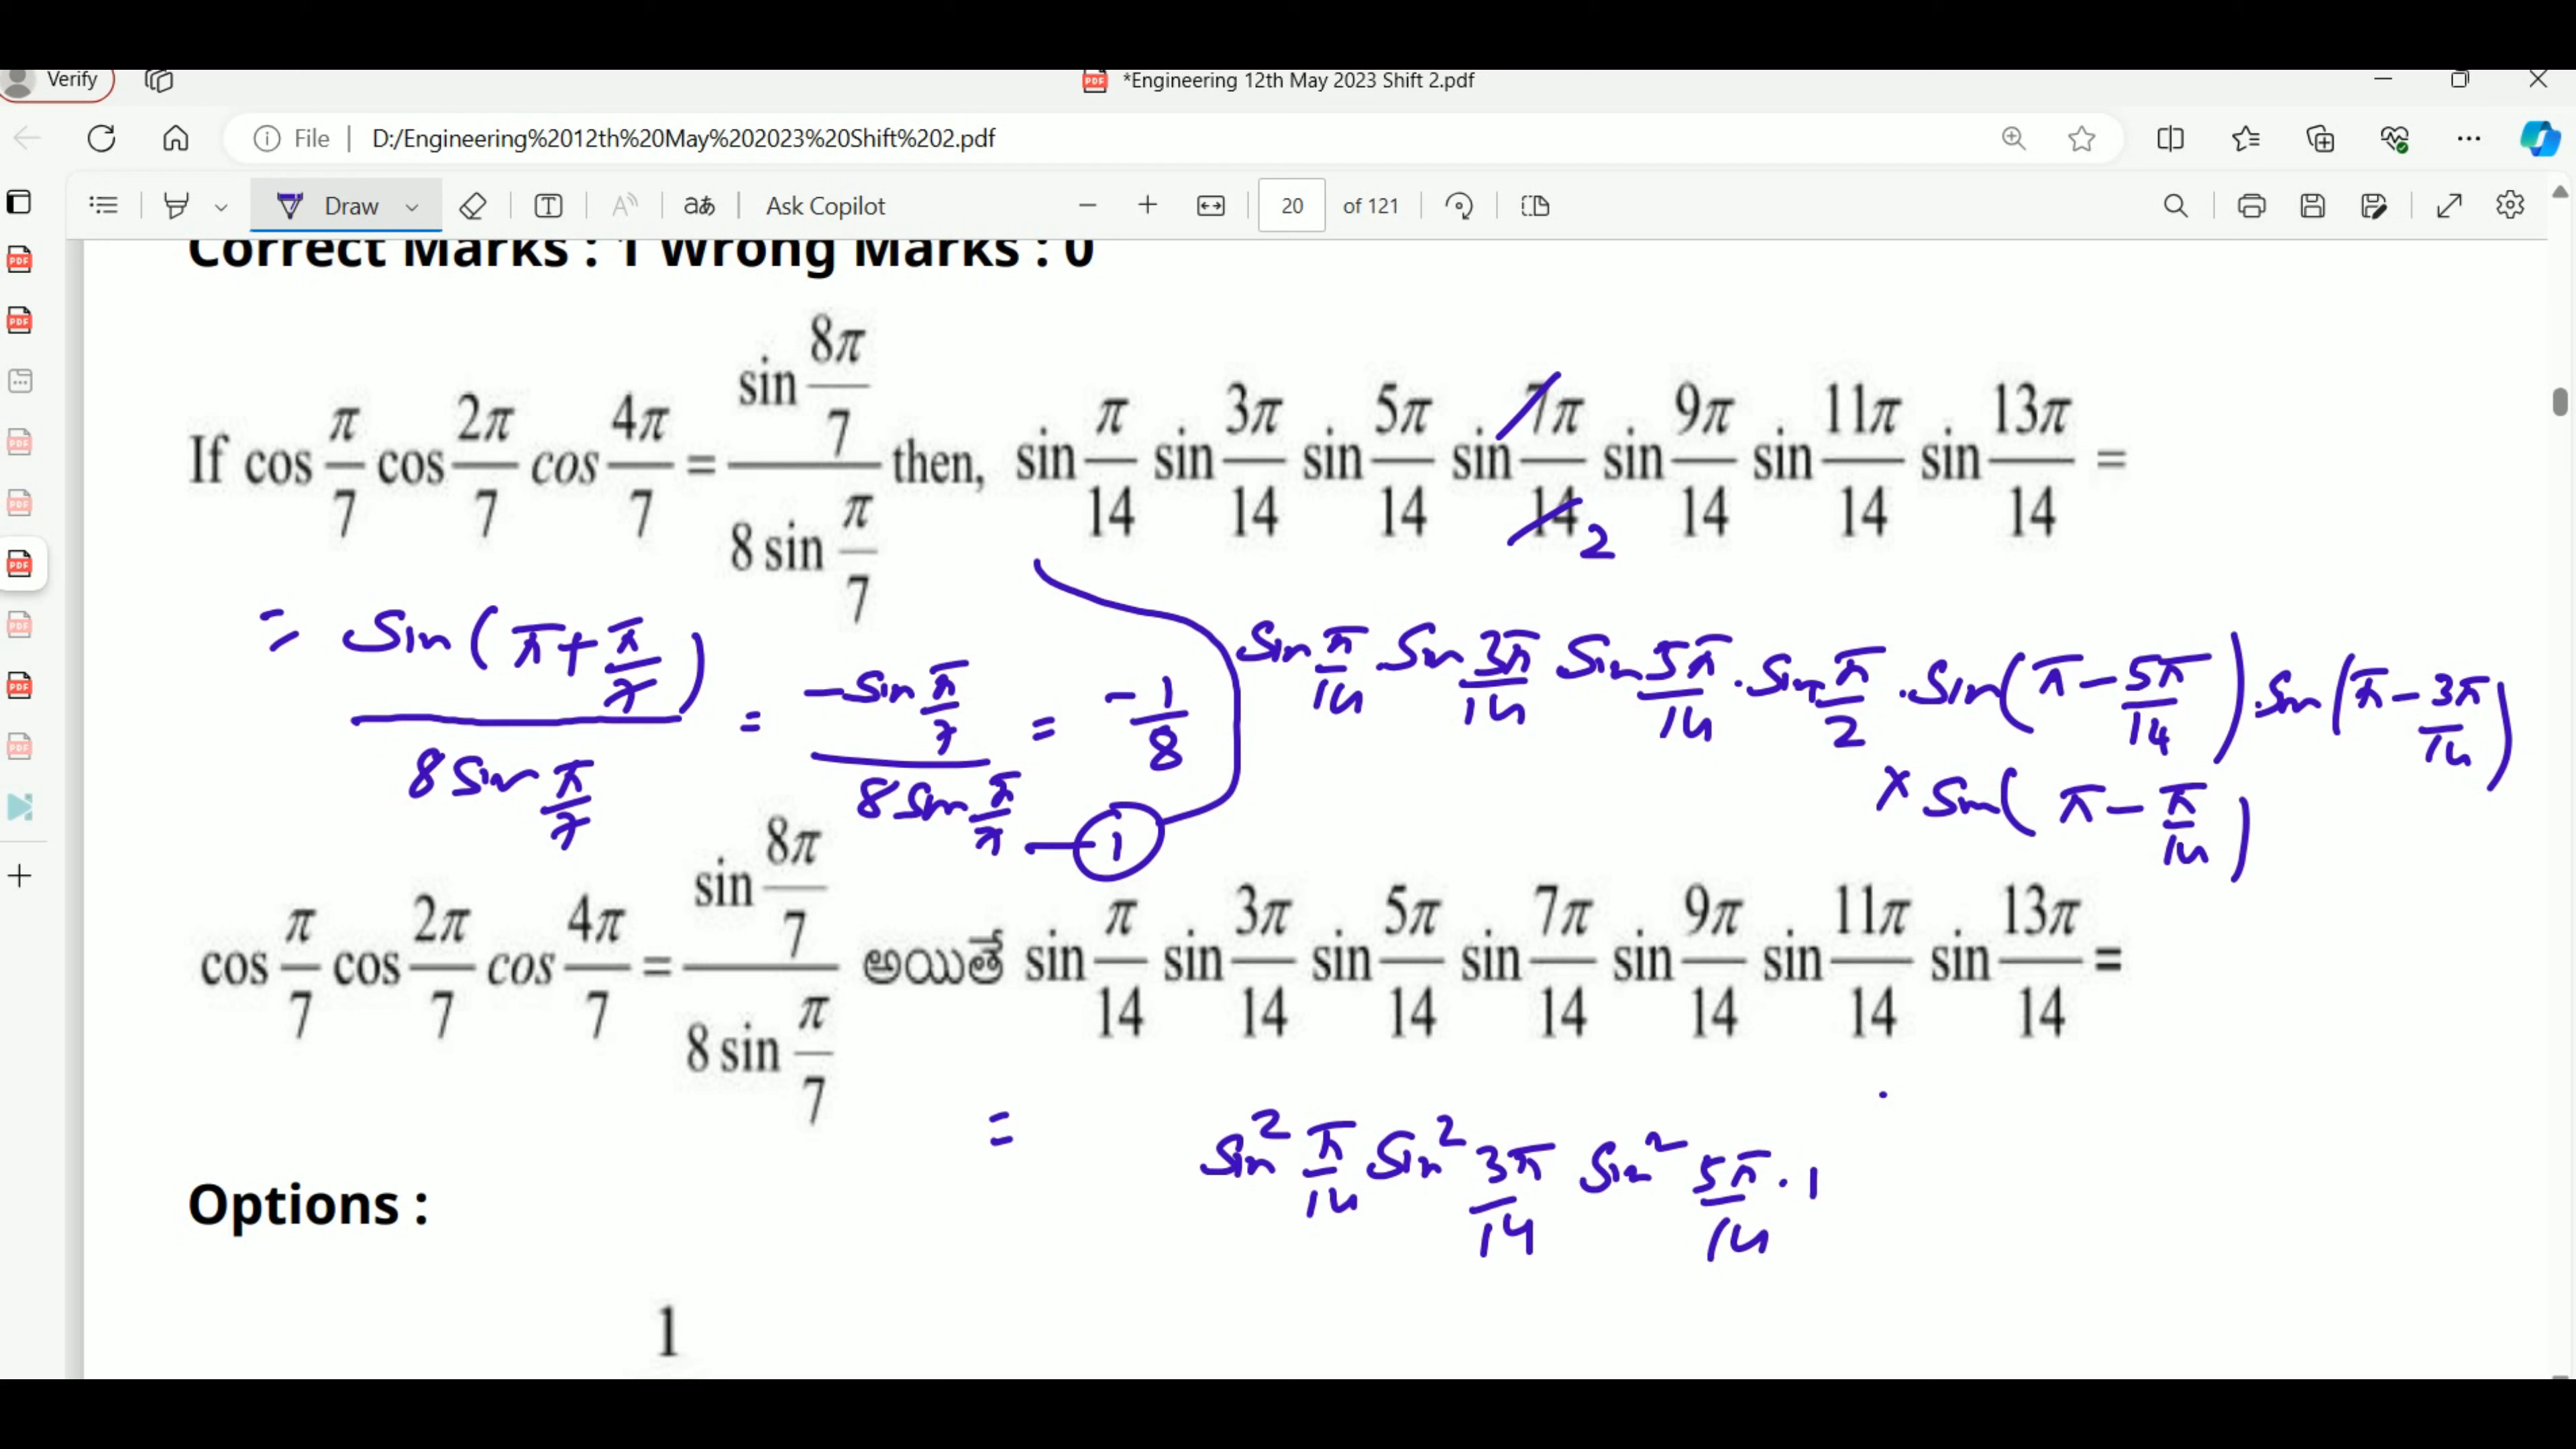 Verify
*Engineering 12th May 2023 Shift 2.pdf
File | D:/Engineering%2012th%20May%202023%20Shift%202.pdf
Draw
aあ
Ask Copilot
20 of 121
Correct Marks : 1 Wrong Marks : 0
If cos π/7 cos 2π/7 cos 4π/7 = sin 8π/7 / 8 sin π/7 then, sin π/14 sin 3π/14 sin 5π/14 sin 7π/14 sin 9π/14 sin 11π/14 sin 13π/14 =
2
= Sin(π+π/7) / 8 Sin π/7 = -Sin π/7 / 8 Sin π/7 = -1/8
1
Sin π/14 . Sin 3π/14 Sin 5π/14 . Sin π/2 . Sin(π - 5π/14) . Sin(π - 3π/14)
x Sin(π - π/14)
cos π/7 cos 2π/7 cos 4π/7 = sin 8π/7 / 8 sin π/7 అయితే sin π/14 sin 3π/14 sin 5π/14 sin 7π/14 sin 9π/14 sin 11π/14 sin 13π/14 =
= Sin² π/14 Sin² 3π/14 Sin² 5π/14 . 1
Options :
1